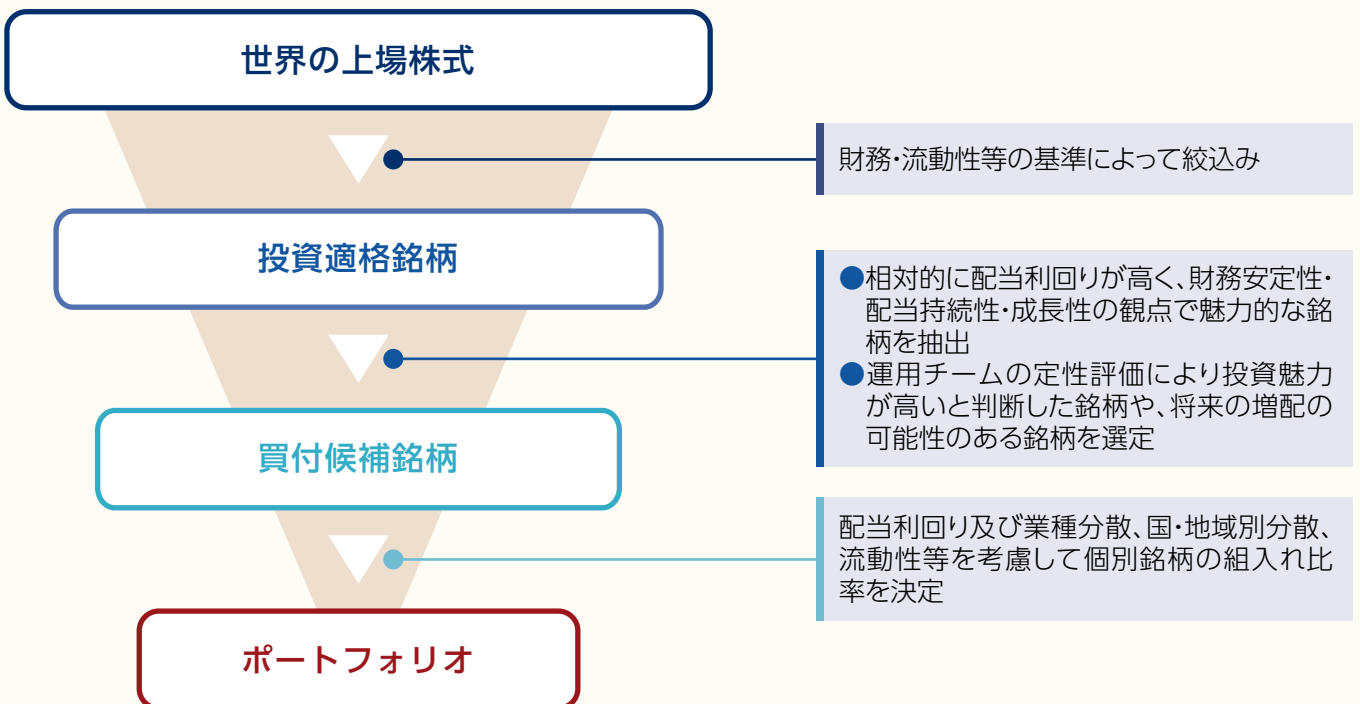 世界の上場株式
財務･流動性等の基準によって絞込み
投資適格銘柄
●相対的に配当利回りが高く､財務安定性･
配当持続性･成長性の観点で魅力的な銘
柄を抽出
●運用チームの定性評価により投資魅力
が高いと判断した銘柄や､将来の増配の
可能性のある銘柄を選定
買付候補銘柄
配当利回り及び業種分散､国･地域別分散､
流動性等を考慮して個別銘柄の組入れ比
率を決定
ポートフォリオ